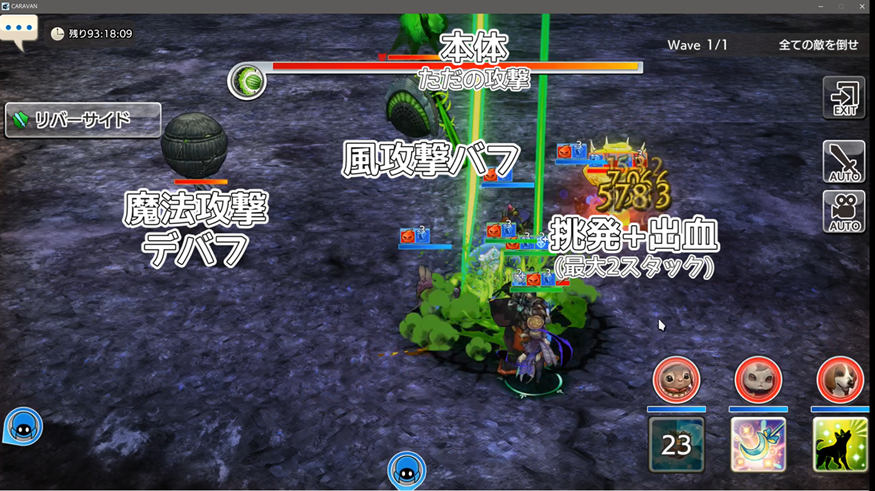 CARAVAN
残り93:18:09
本体
ただの攻撃
Wave 1/1
全ての敵を倒せ
EXIT
リバーサイド
風攻撃バフ
AUTO
魔法攻撃
デバフ
挑発+出血
(最大2スタック)
AUTO
23